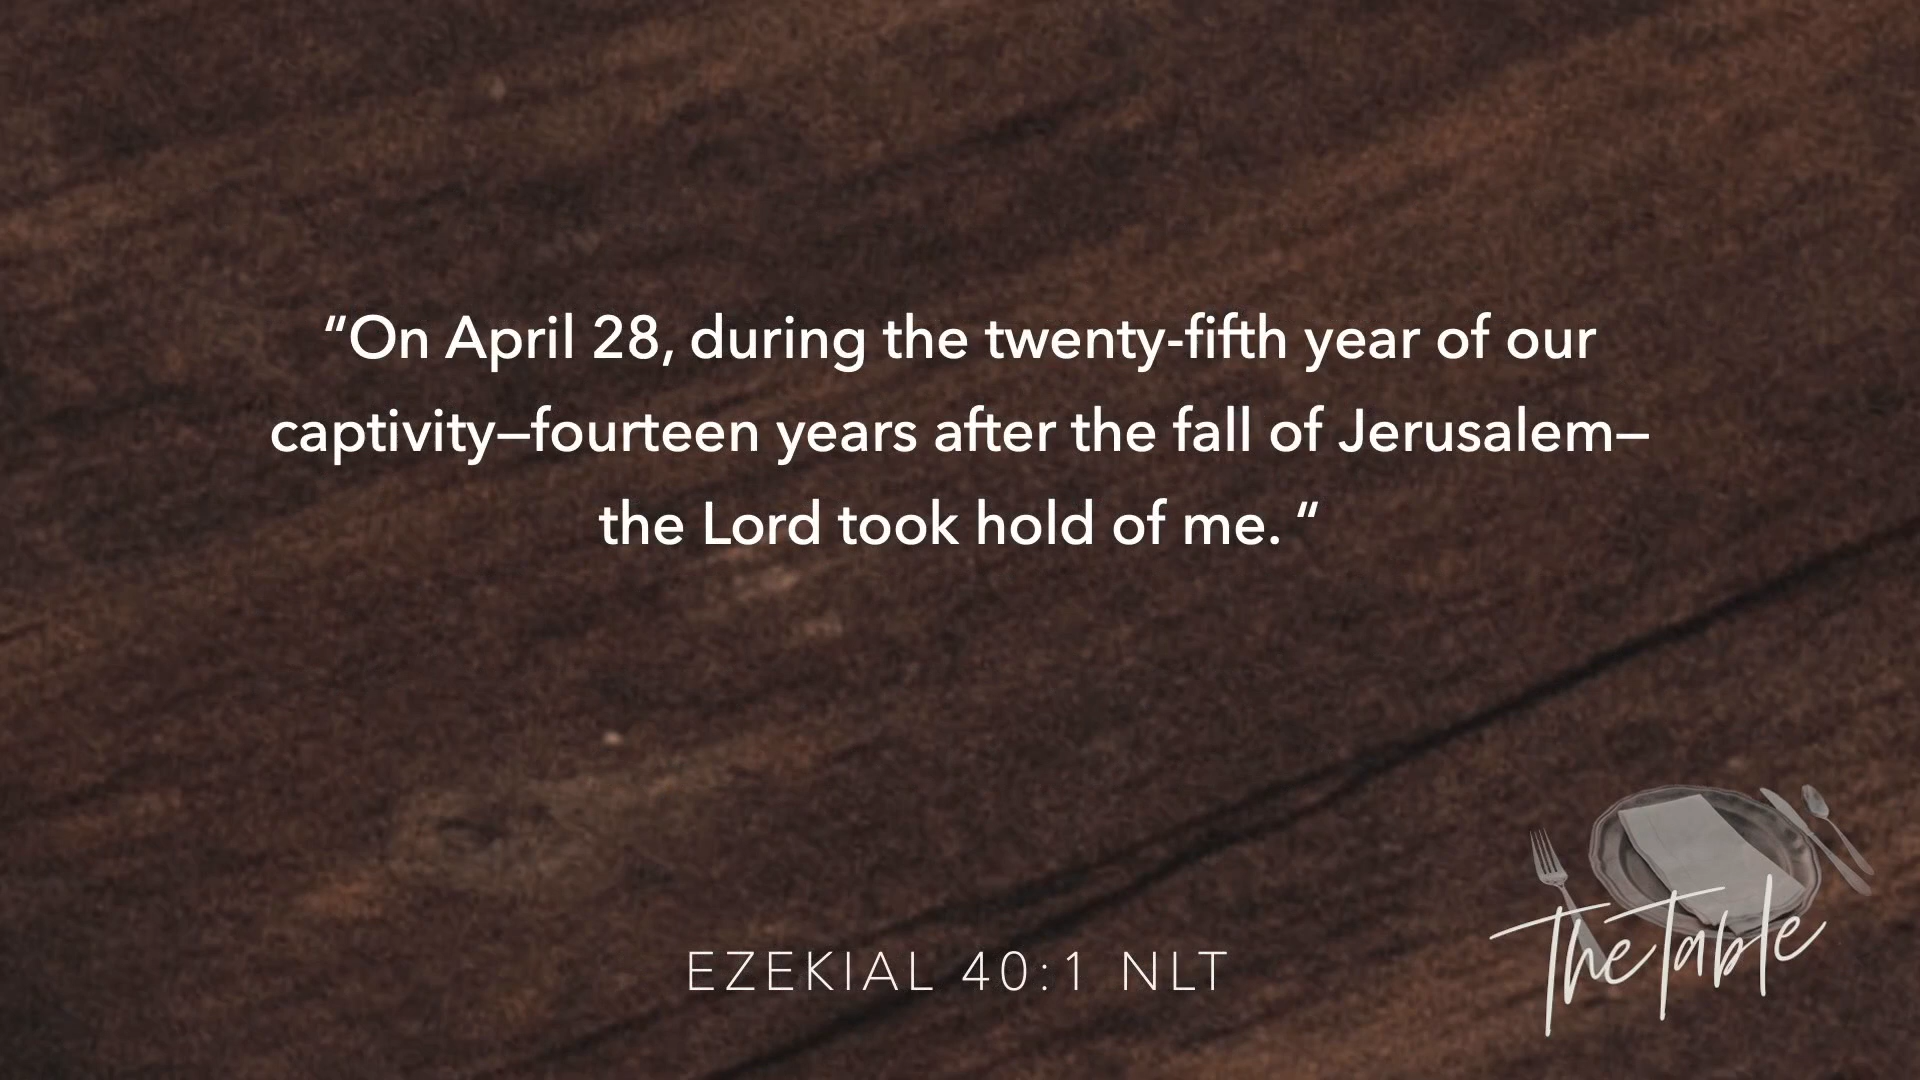 “On April 28, during the twenty-fifth year of our
captivity—fourteen years after the fall of Jerusalem—
the Lord took hold of me. “
EZEKIAL 40:1 NLT
The Table